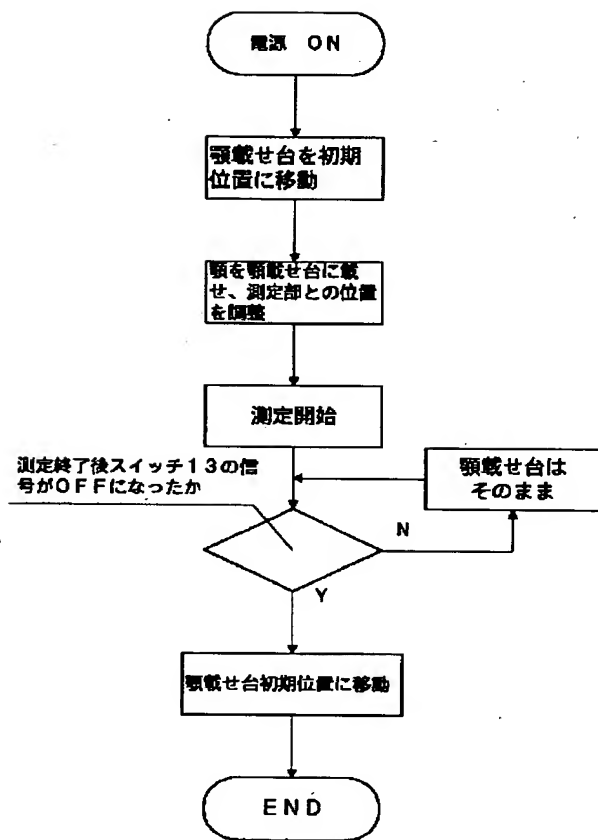 電源 ON
顎載せ台を初期
位置に移動
顎を顎載せ台に載
せ、測定部との位置
を調整
測定開始
測定終了後スイッチ13の信
号がOFFになったか
顎載せ台は
そのまま
N
Y
顎載せ台初期位置に移動
END